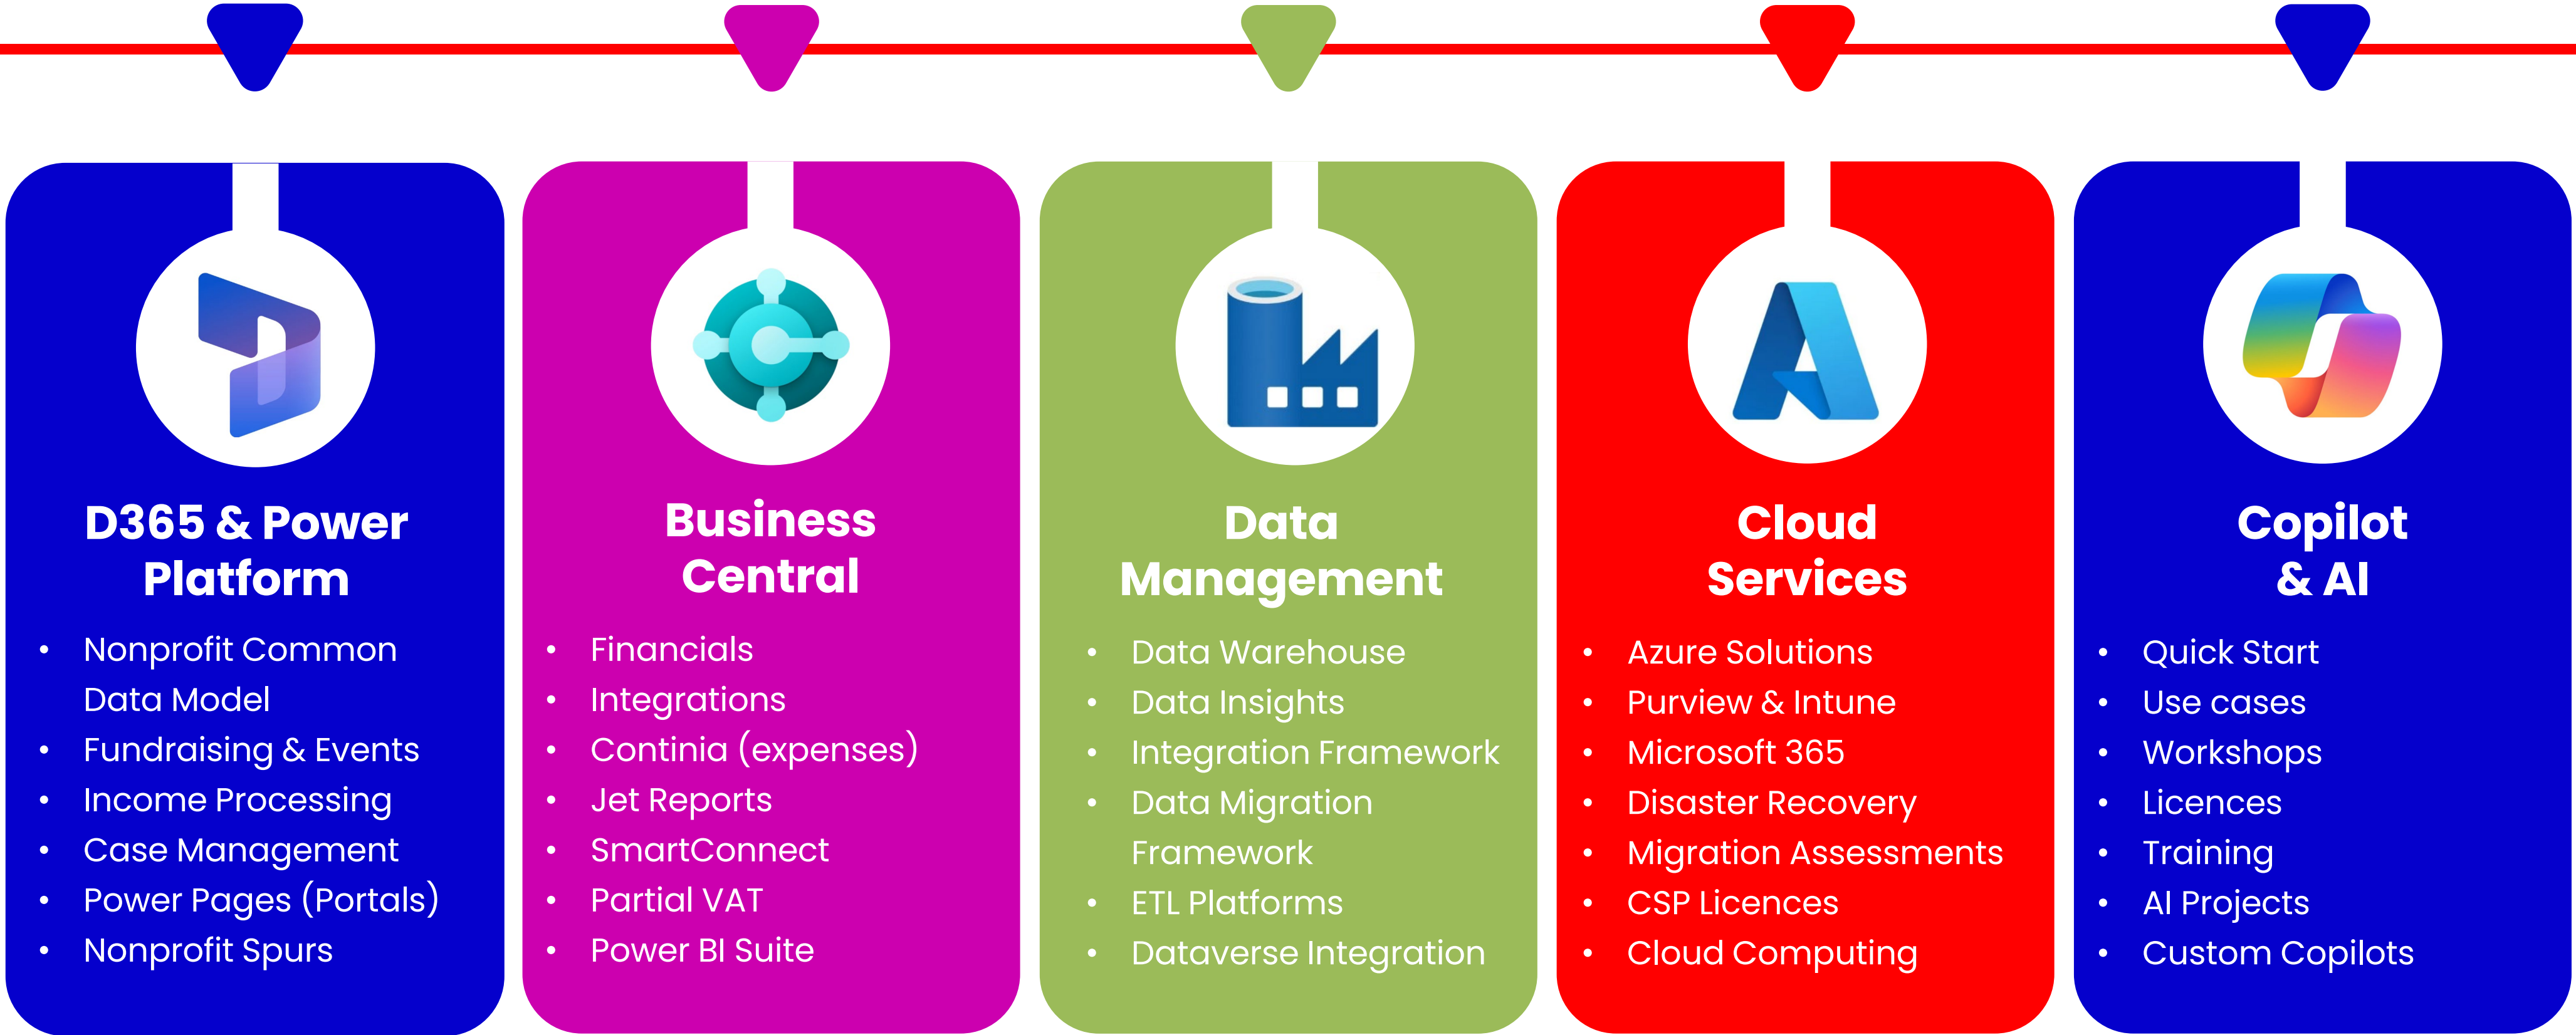 D365 & Power
Platform
• Nonprofit Common
Data Model
• Fundraising & Events
• Income Processing
• Case Management
• Power Pages (Portals)
• Nonprofit Spurs
Business
Central
• Financials
• Integrations
• Continia (expenses)
• Jet Reports
• SmartConnect
• Partial VAT
• Power BI Suite
Data
Management
• Data Warehouse
• Data Insights
• Integration Framework
• Data Migration
Framework
• ETL Platforms
• Dataverse Integration
Cloud
Services
• Azure Solutions
• Purview & Intune
• Microsoft 365
• Disaster Recovery
• Migration Assessments
• CSP Licences
• Cloud Computing
Copilot
& AI
• Quick Start
• Use cases
• Workshops
• Licences
• Training
• AI Projects
• Custom Copilots